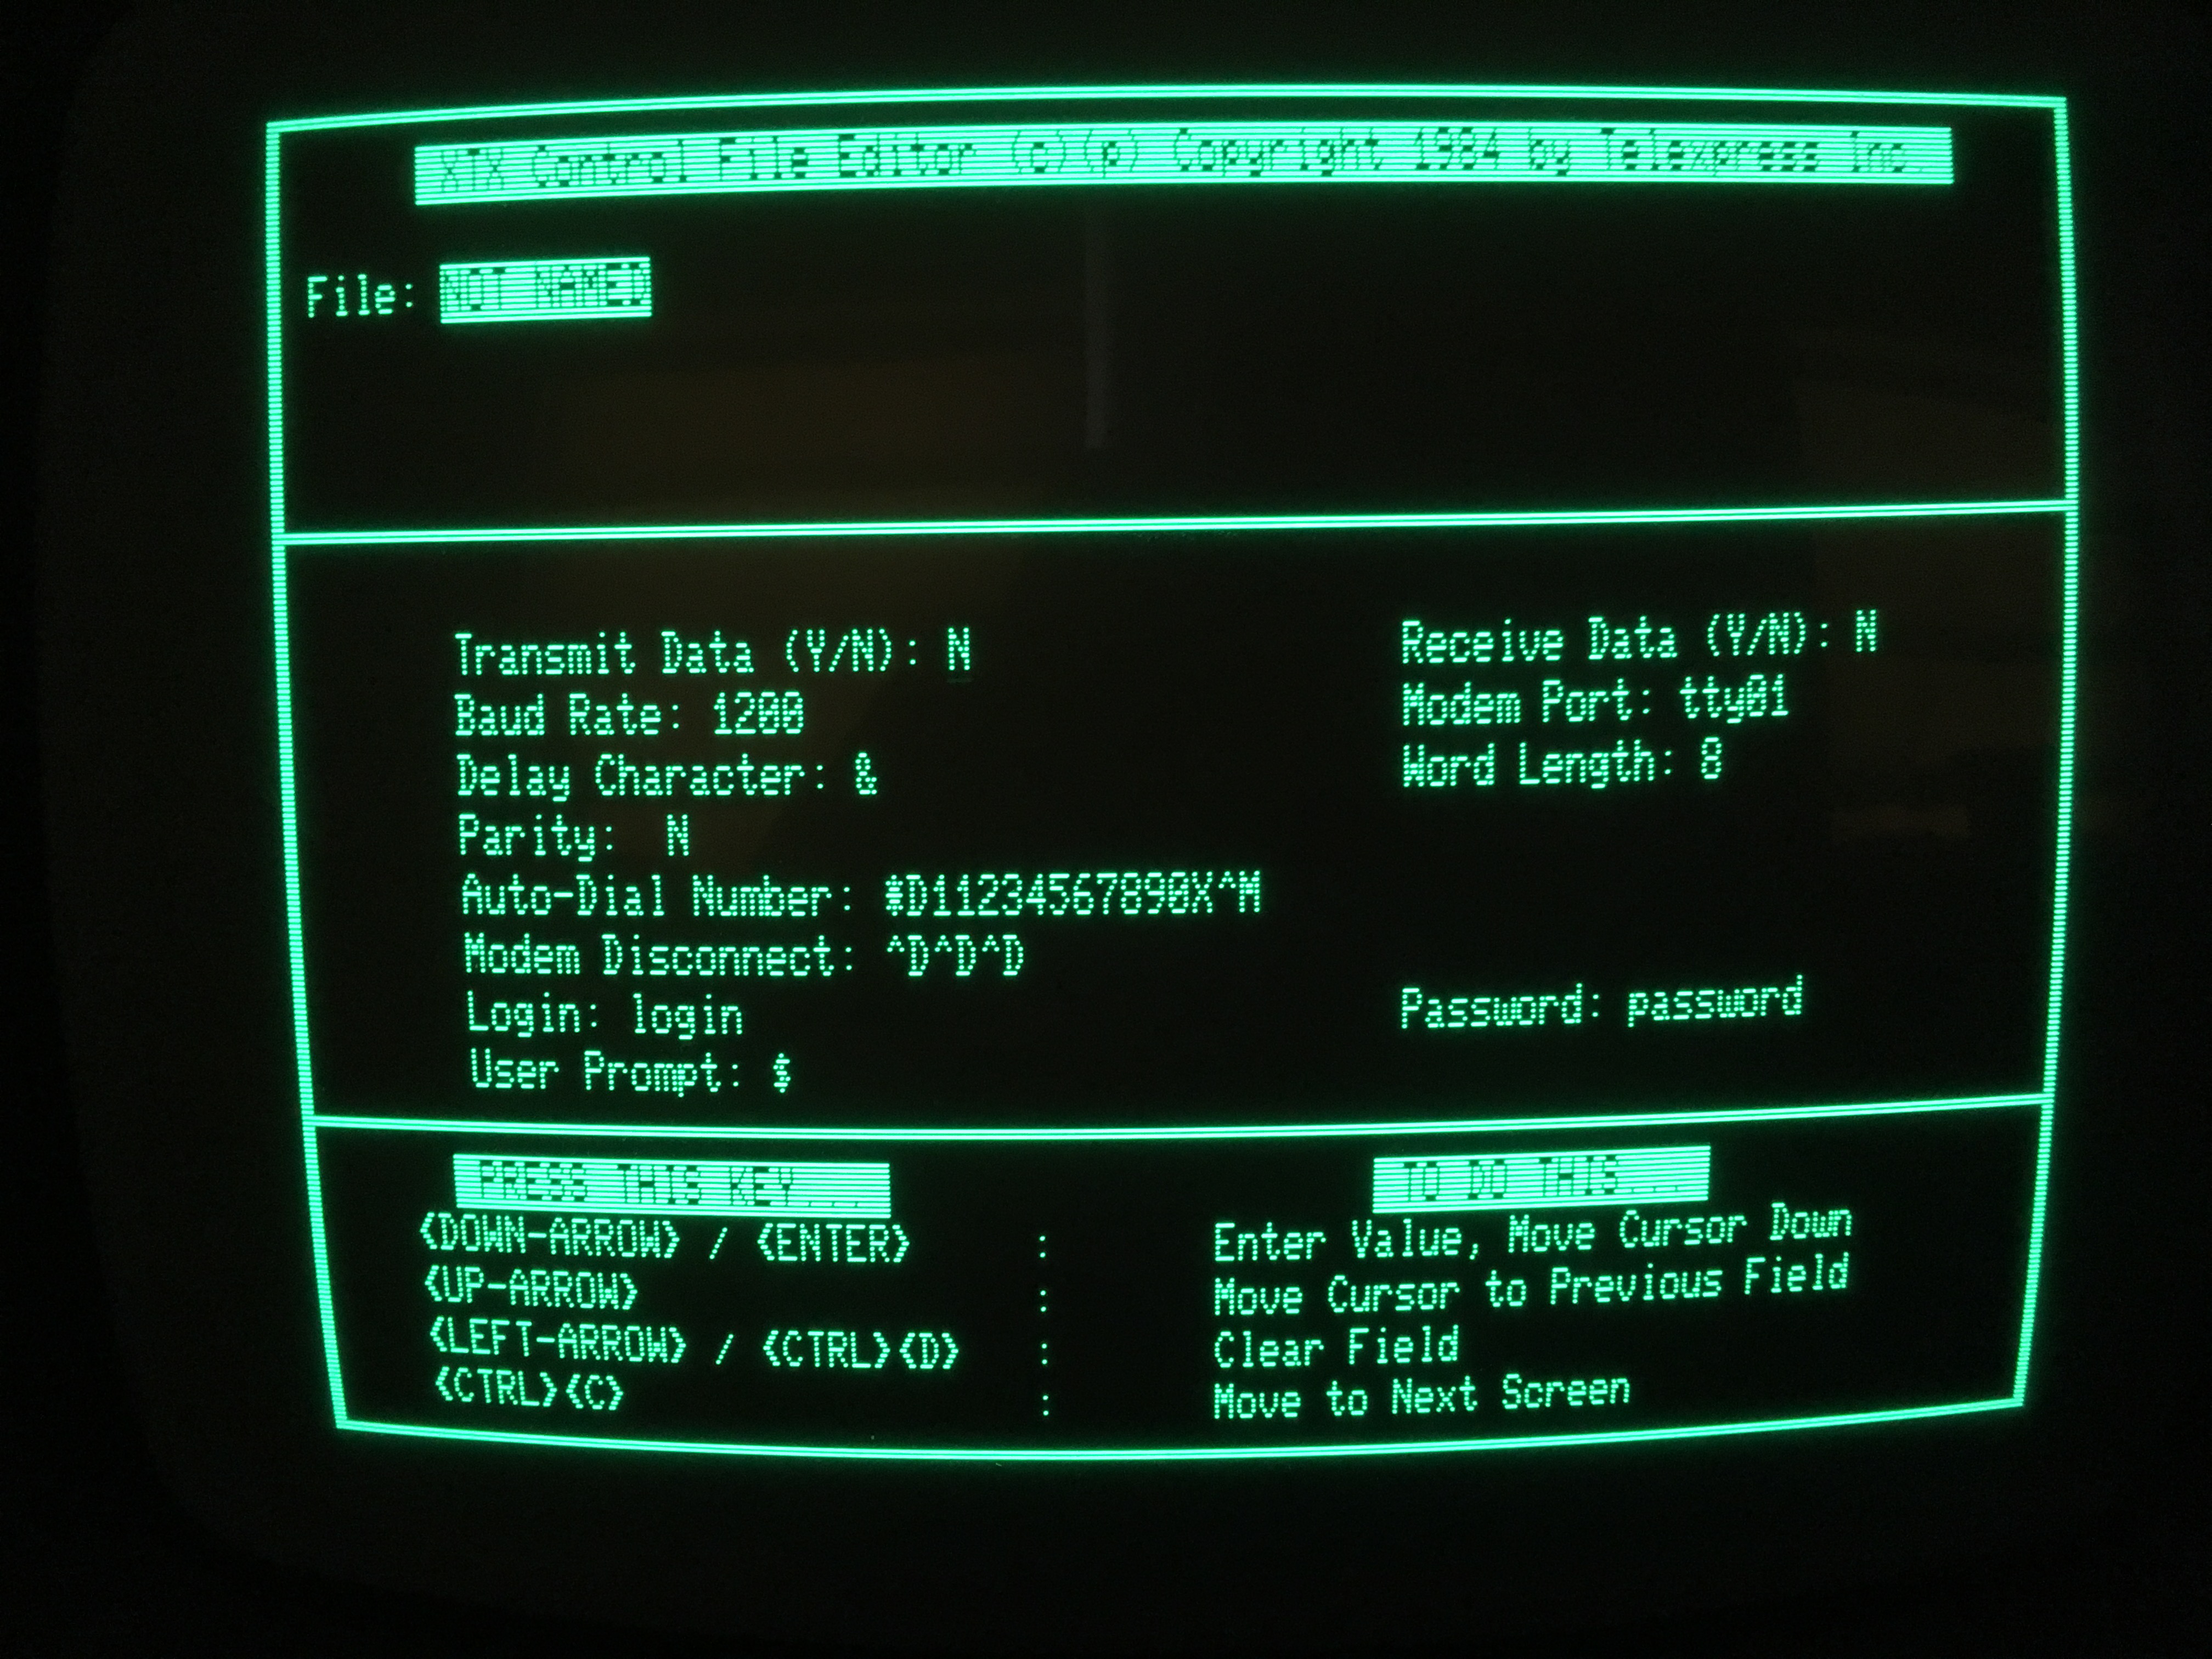 XTX Control File Editor (c)(p) Copyright 1984 by Telexpress Inc.
File: NOT NAMED
Transmit Data (Y/N): N Receive Data (Y/N): N
Baud Rate: 1200 Modem Port: tty01
Delay Character: & Word Length: 8
Parity: N
Auto-Dial Number: *D11234567890X^M
Modem Disconnect: ^D^D^D
Login: login Password: password
User Prompt: $
PRESS THIS KEY... TO DO THIS...
<DOWN-ARROW> / <ENTER> : Enter Value, Move Cursor Down
<UP-ARROW> : Move Cursor to Previous Field
<LEFT-ARROW> / <CTRL><D> : Clear Field
<CTRL><C> : Move to Next Screen